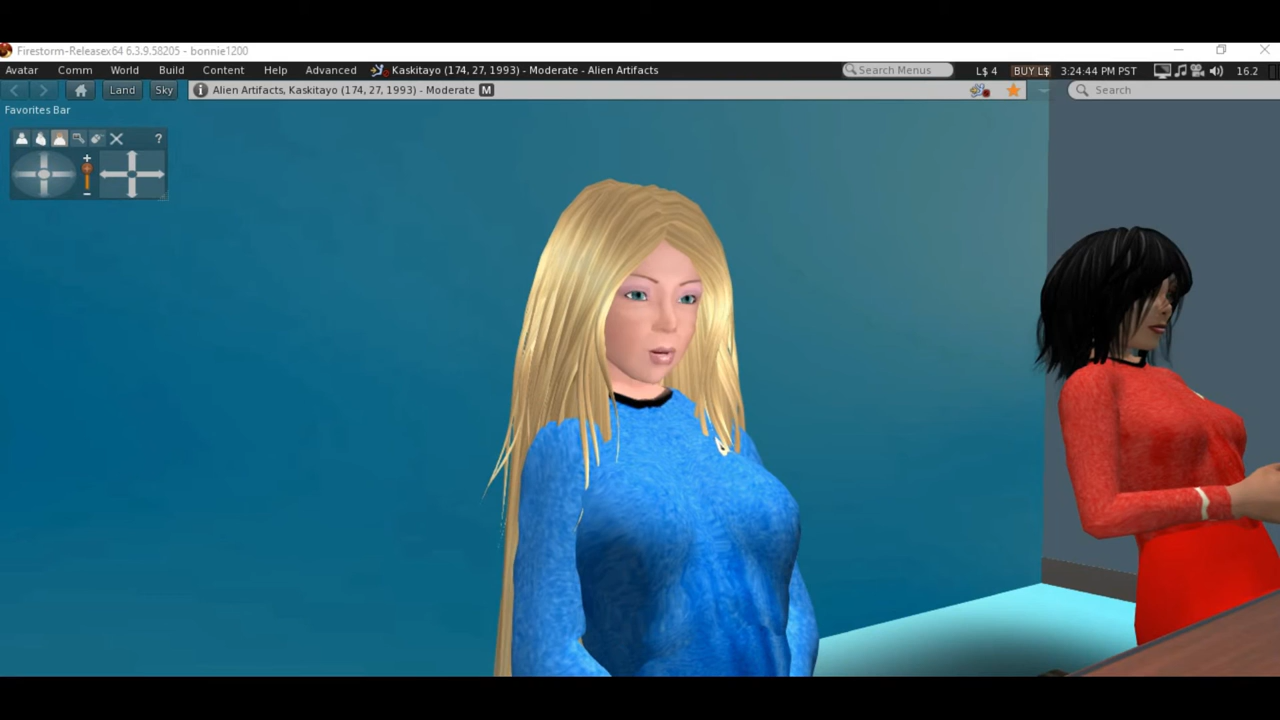 Firestorm-Releasex64 6.3.9.58205 - bonnie1200
Avatar Comm World Build Content Help Advanced Kaskitayo (174, 27, 1993) - Moderate - Alien Artifacts Search Menus L$ 4 BUY L$ 3:24:44 PM PST 16.2
Land Sky Alien Artifacts, Kaskitayo (174, 27, 1993) - Moderate M Search
Favorites Bar
?